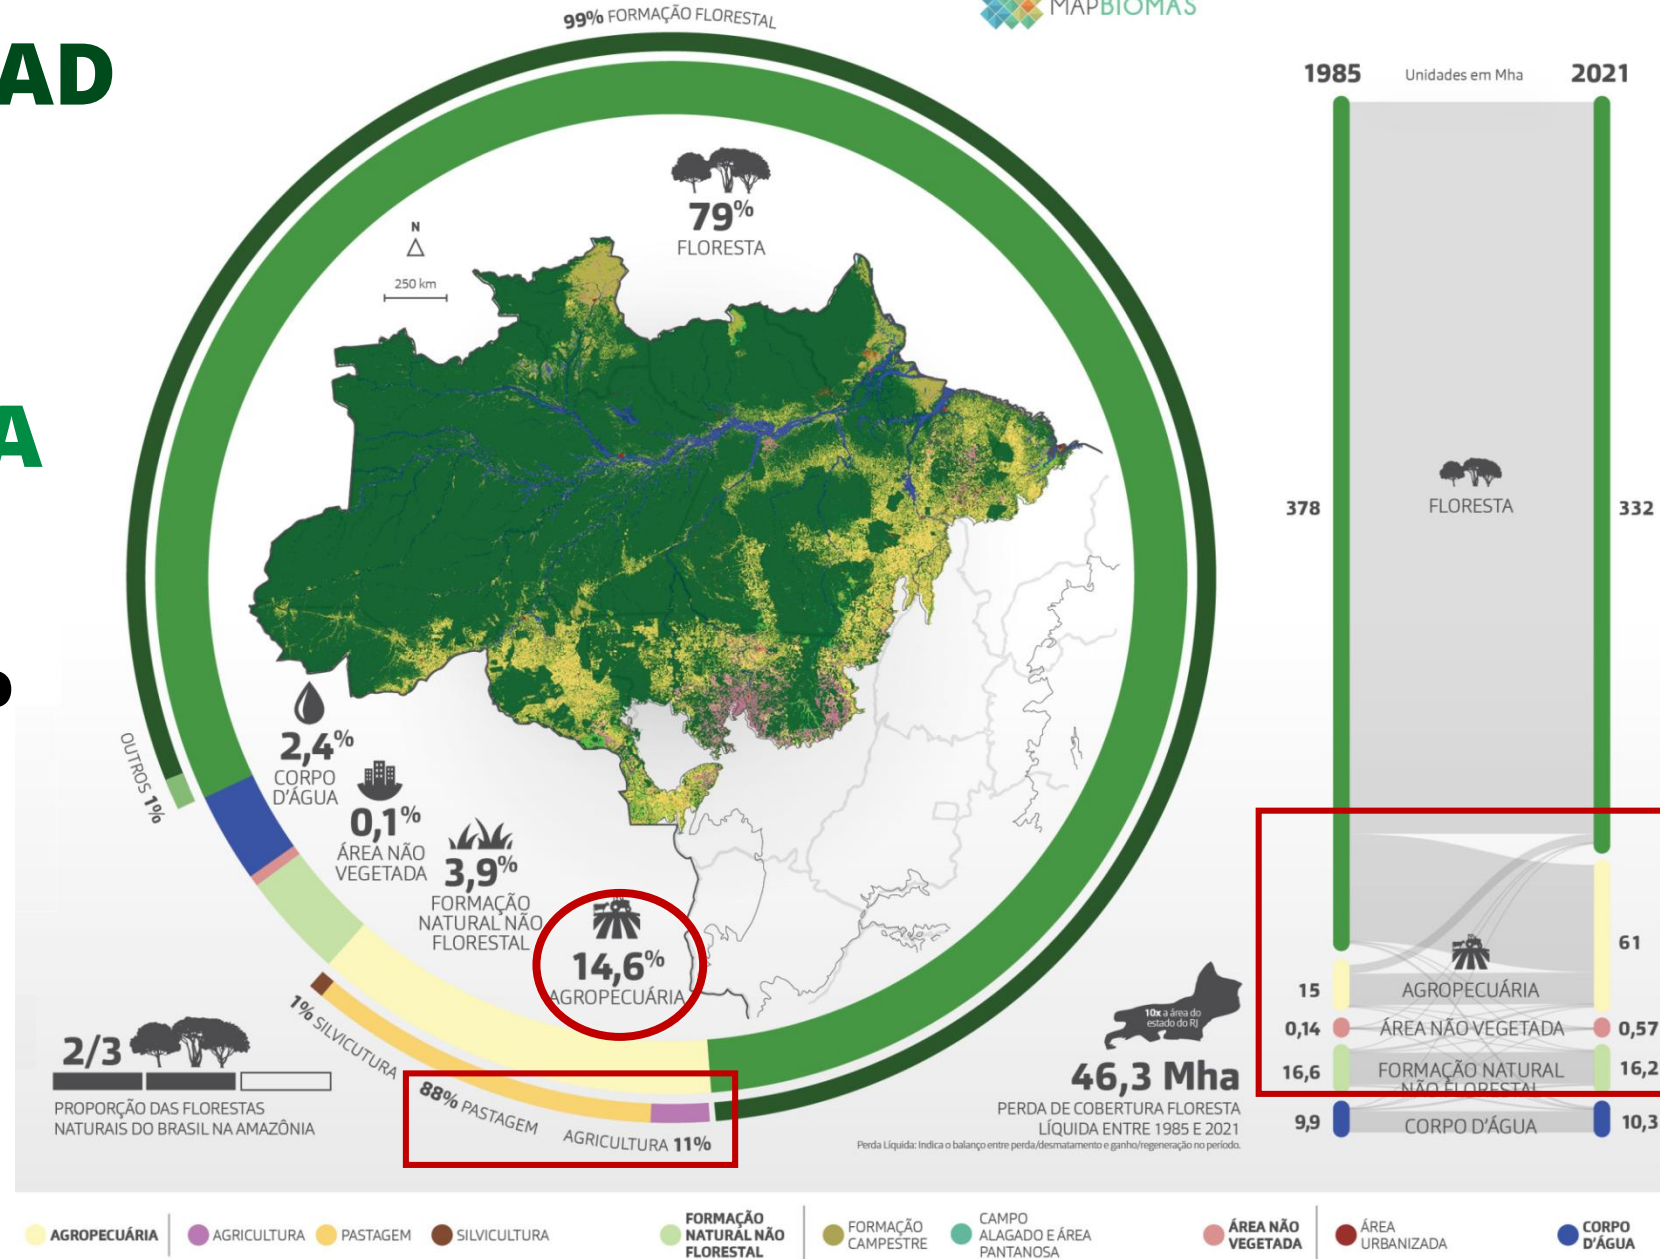 AD
A
MAPBIOMAS
99% FORMAÇÃO FLORESTAL
79%
FLORESTA
N
250 km
OUTROS 1%
2,4%
CORPO
D'ÁGUA
0,1%
ÁREA NÃO
VEGETADA
3,9%
FORMAÇÃO
NATURAL NÃO
FLORESTAL
14,6%
AGROPECUÁRIA
1% SILVICUTURA
88% PASTAGEM
AGRICULTURA 11%
2/3
PROPORÇÃO DAS FLORESTAS
NATURAIS DO BRASIL NA AMAZÔNIA
10x a área do
estado do RJ
46,3 Mha
PERDA DE COBERTURA FLORESTA
LÍQUIDA ENTRE 1985 E 2021
Perda Líquida: Indica o balanço entre perda/desmatamento e ganho/regeneração no período.
1985 Unidades em Mha 2021
378 FLORESTA 332
61
15 AGROPECUÁRIA
0,14 ÁREA NÃO VEGETADA 0,57
16,6 FORMAÇÃO NATURAL 16,2
NÃO FLORESTAL
9,9 CORPO D'ÁGUA 10,3
AGROPECUÁRIA
AGRICULTURA
PASTAGEM
SILVICULTURA
FORMAÇÃO
NATURAL NÃO
FLORESTAL
FORMAÇÃO
CAMPESTRE
CAMPO
ALAGADO E ÁREA
PANTANOSA
ÁREA NÃO
VEGETADA
ÁREA
URBANIZADA
CORPO
D'ÁGUA